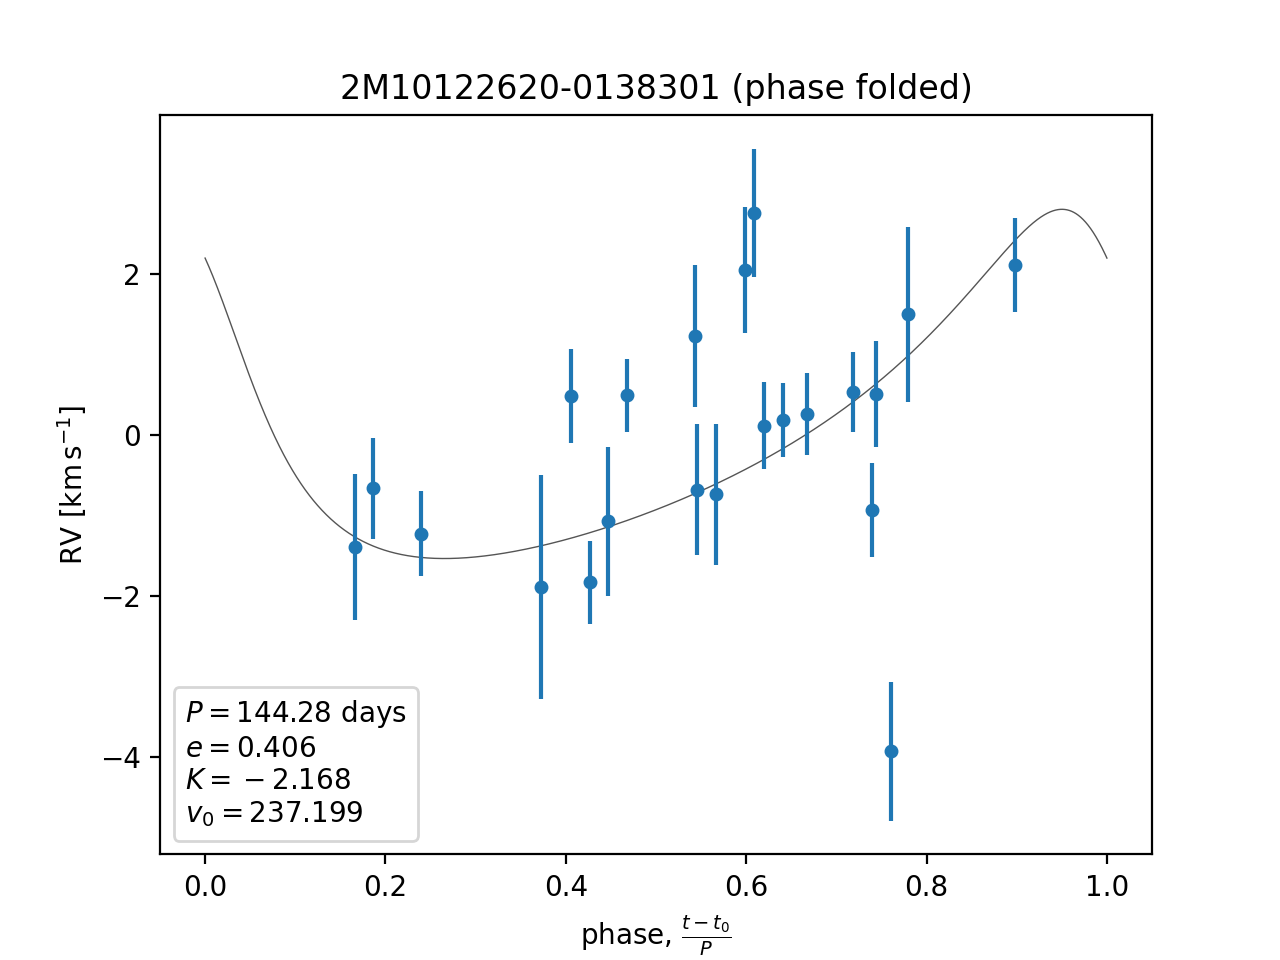 2M10122620-0138301 (phase folded)
RV [km s⁻¹]
2
0
−2
−4
P = 144.28 days
e = 0.406
K = −2.168
v₀ = 237.199
0.0 0.2 0.4 0.6 0.8 1.0
phase, (t − t₀)/P